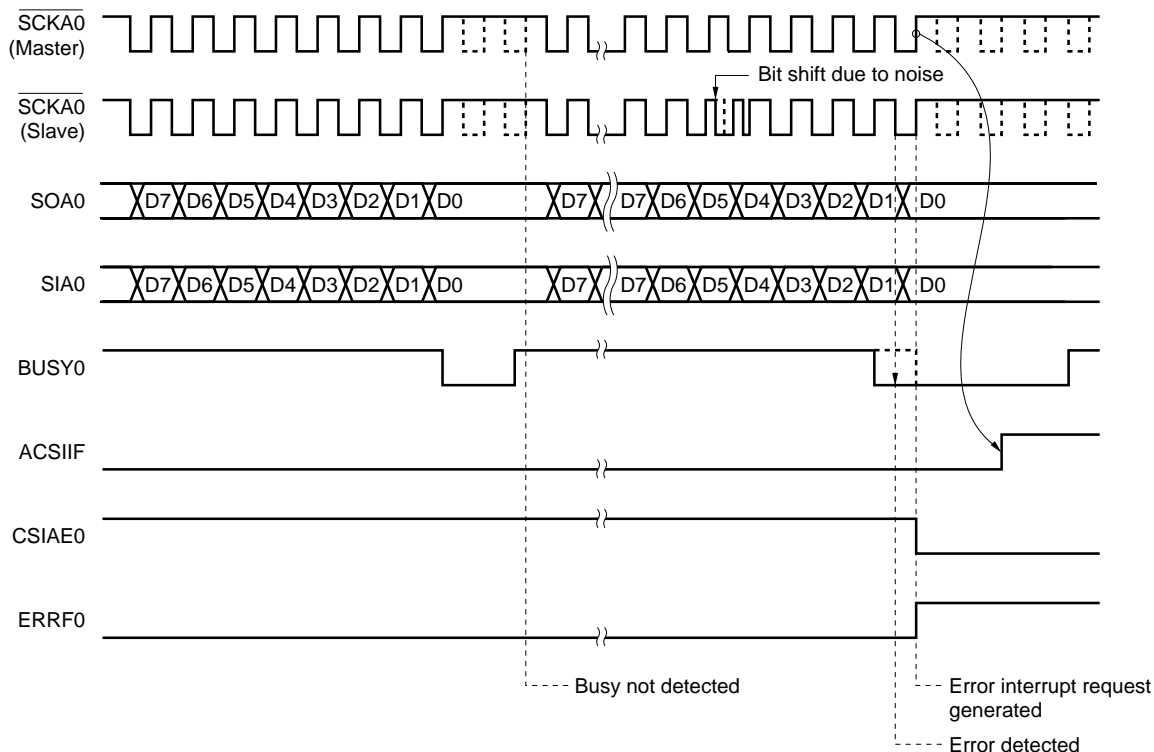 SCKA0
(Master)
Bit shift due to noise
SCKA0
(Slave)
SOA0 D7 D6 D5 D4 D3 D2 D1 D0 D7 D7 D6 D5 D4 D3 D2 D1 D0
SIA0 D7 D6 D5 D4 D3 D2 D1 D0 D7 D7 D6 D5 D4 D3 D2 D1 D0
BUSY0
ACSIIF
CSIAE0
ERRF0
Busy not detected
Error interrupt request
generated
Error detected